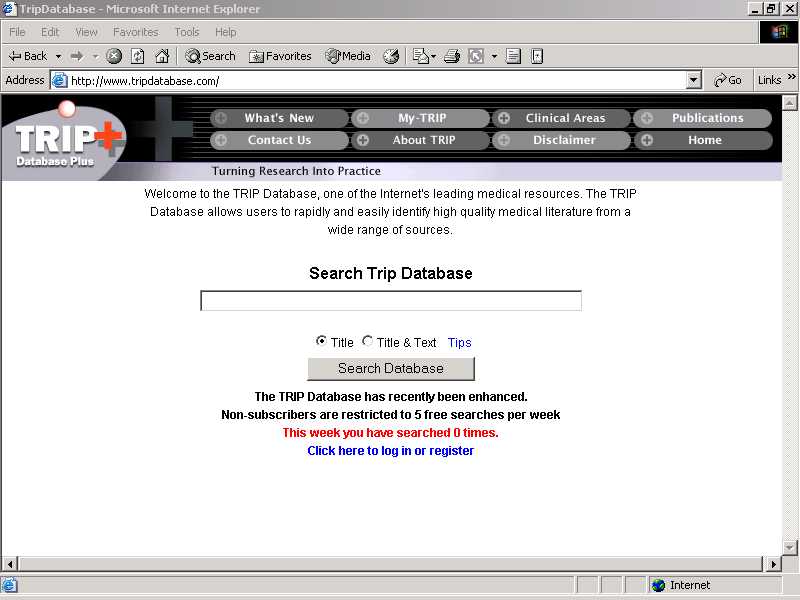 TripDatabase - Microsoft Internet Explorer
File Edit View Favorites Tools Help
Back Search Favorites Media
Address http://www.tripdatabase.com/ Go Links »
TRIP+
Database Plus
What's New My-TRIP Clinical Areas Publications
Contact Us About TRIP Disclaimer Home
Turning Research Into Practice
Welcome to the TRIP Database, one of the Internet's leading medical resources. The TRIP
Database allows users to rapidly and easily identify high quality medical literature from a
wide range of sources.
Search Trip Database
Title Title & Text Tips
Search Database
The TRIP Database has recently been enhanced.
Non-subscribers are restricted to 5 free searches per week
This week you have searched 0 times.
Click here to log in or register
Internet